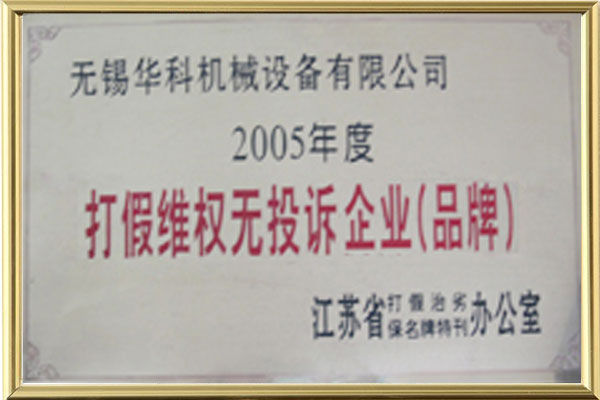 无锡华科机械设备有限公司
2005年度
打假维权无投诉企业(品牌)
江苏省打假治劣保名牌特刊办公室